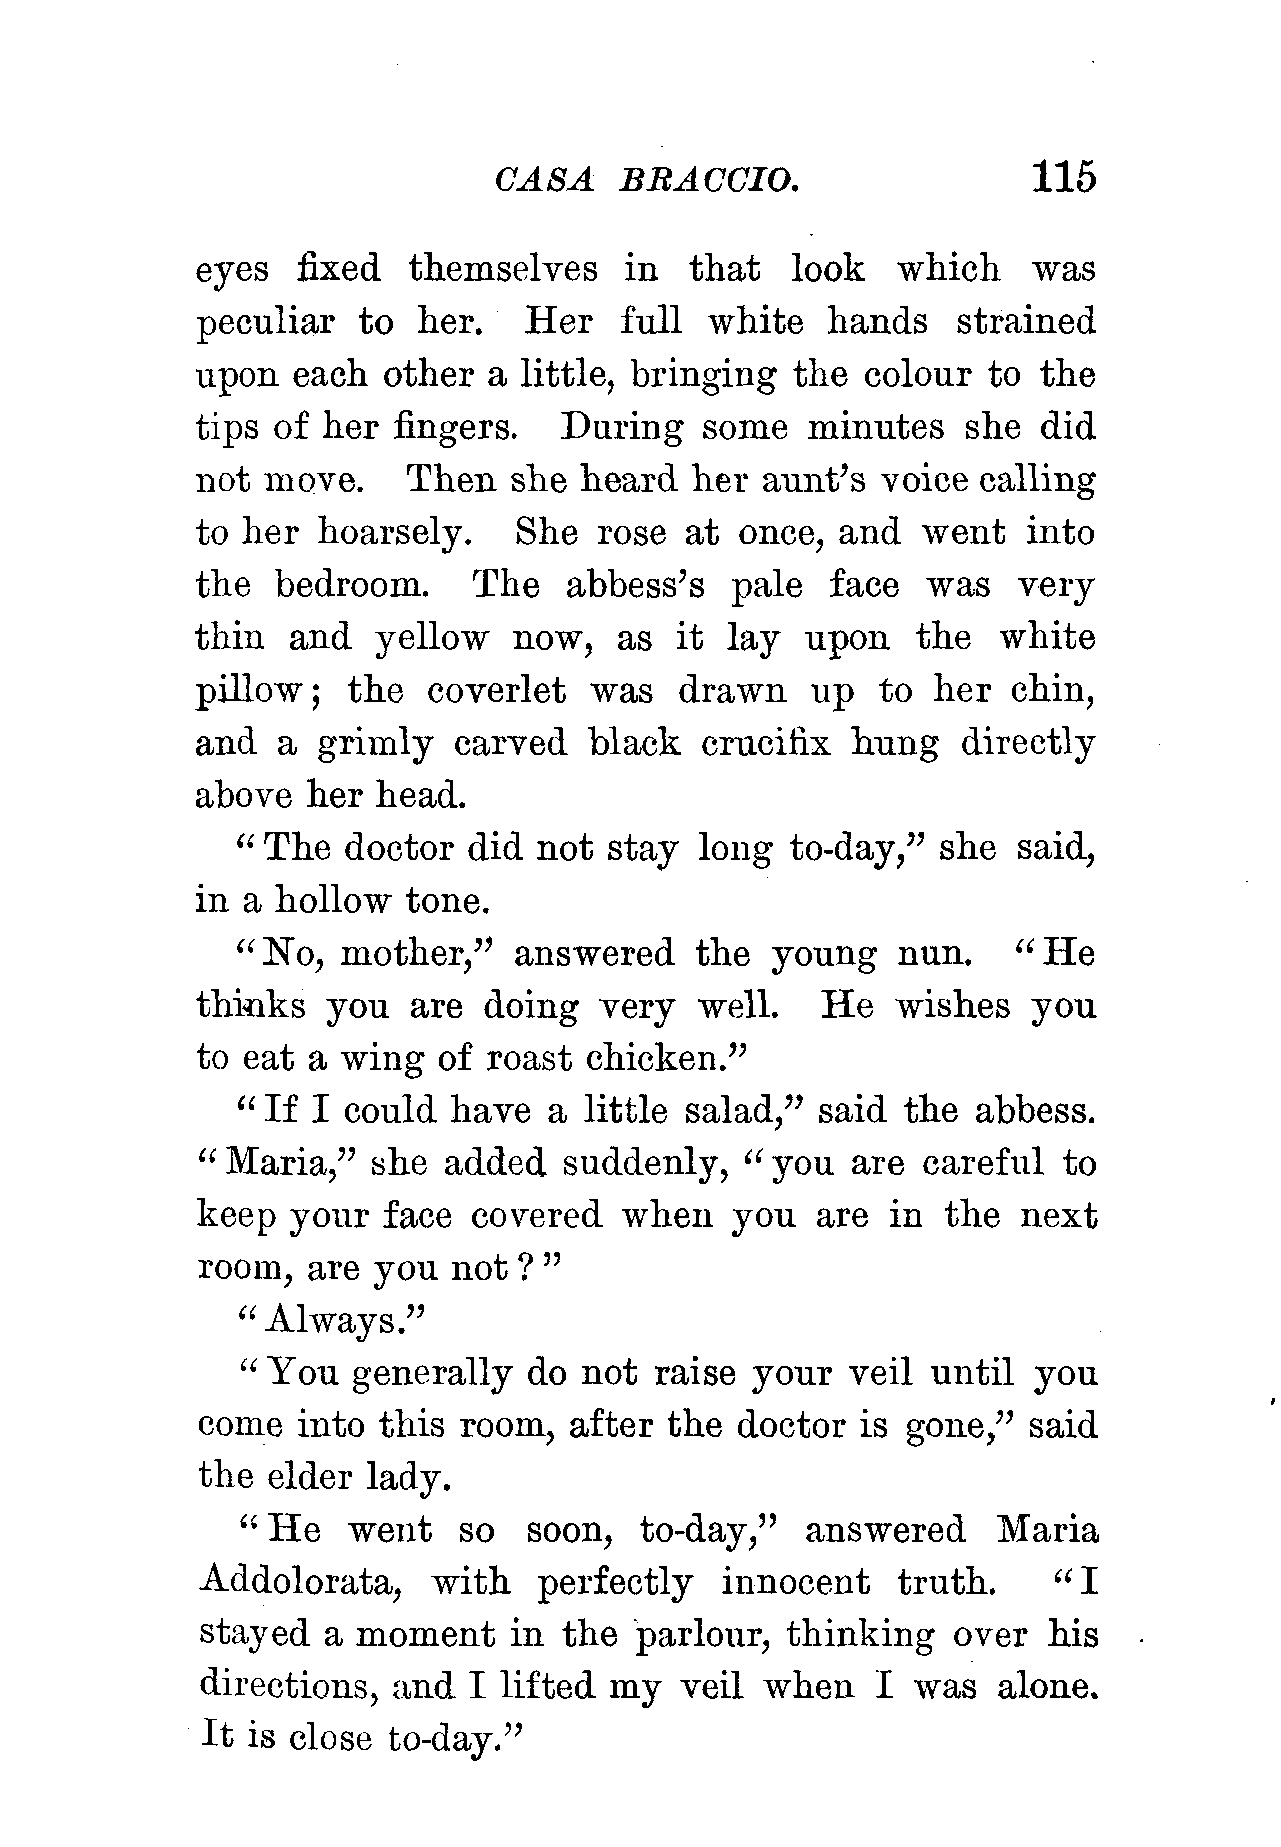 CASA BRACCIO. 115
eyes fixed themselves in that look which was
peculiar to her. Her full white hands strained
upon each other a little, bringing the colour to the
tips of her fingers. During some minutes she did
not move. Then she heard her aunt's voice calling
to her hoarsely. She rose at once, and went into
the bedroom. The abbess's pale face was very
thin and yellow now, as it lay upon the white
pillow; the coverlet was drawn up to her chin,
and a grimly carved black crucifix hung directly
above her head.
"The doctor did not stay long to-day," she said,
in a hollow tone.
"No, mother," answered the young nun. "He
thinks you are doing very well. He wishes you
to eat a wing of roast chicken."
"If I could have a little salad," said the abbess.
"Maria," she added suddenly, "you are careful to
keep your face covered when you are in the next
room, are you not?"
"Always."
"You generally do not raise your veil until you
come into this room, after the doctor is gone," said
the elder lady.
"He went so soon, to-day," answered Maria
Addolorata, with perfectly innocent truth. "I
stayed a moment in the parlour, thinking over his
directions, and I lifted my veil when I was alone.
It is close to-day."